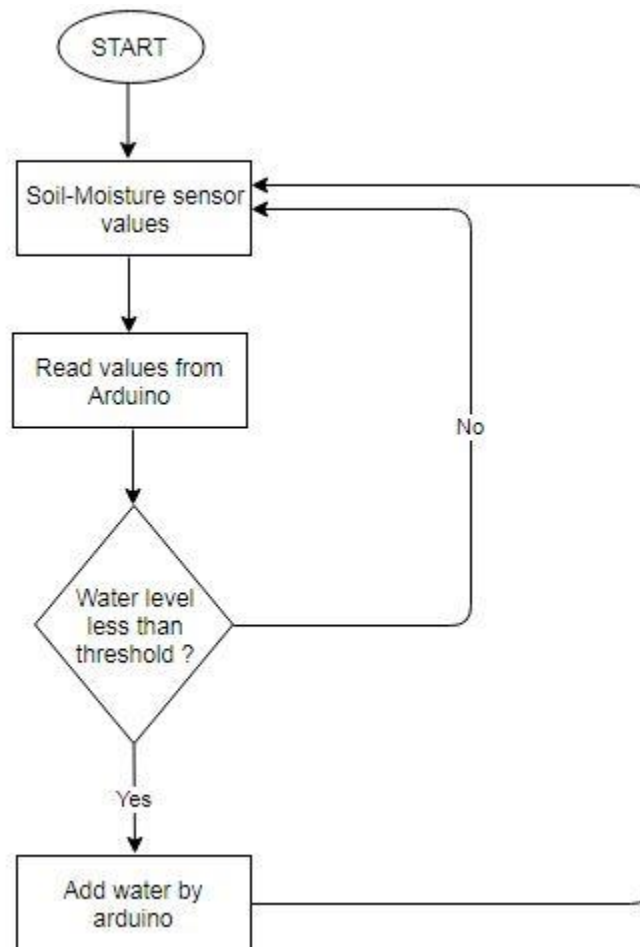 START
Soil-Moisture sensor
values
Read values from
Arduino
No
Water level
less than
threshold ?
Yes
Add water by
arduino